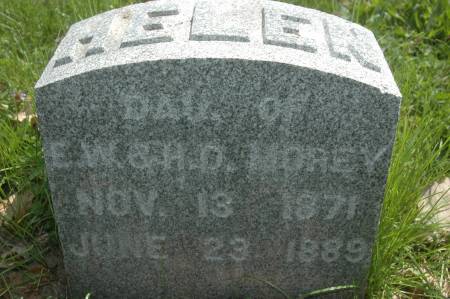 HELEN
DAU. OF
E.W. & H.O. MOREY
NOV. 13 1871
JUNE 23 1889